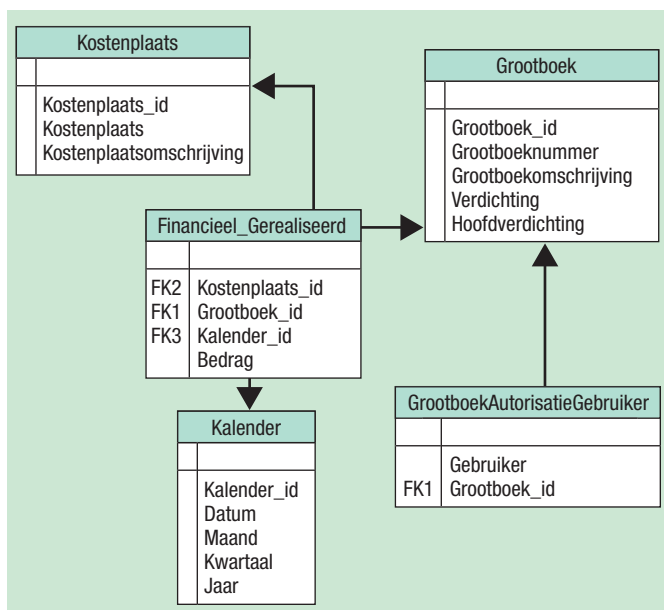 Kostenplaats
Kostenplaats_id
Kostenplaats
Kostenplaatsomschrijving
Grootboek
Grootboek_id
Grootboeknummer
Grootboekomschrijving
Verdichting
Hoofdverdichting
Financieel_Gerealiseerd
FK2 Kostenplaats_id
FK1 Grootboek_id
FK3 Kalender_id
Bedrag
GrootboekAutorisatieGebruiker
Gebruiker
FK1 Grootboek_id
Kalender
Kalender_id
Datum
Maand
Kwartaal
Jaar